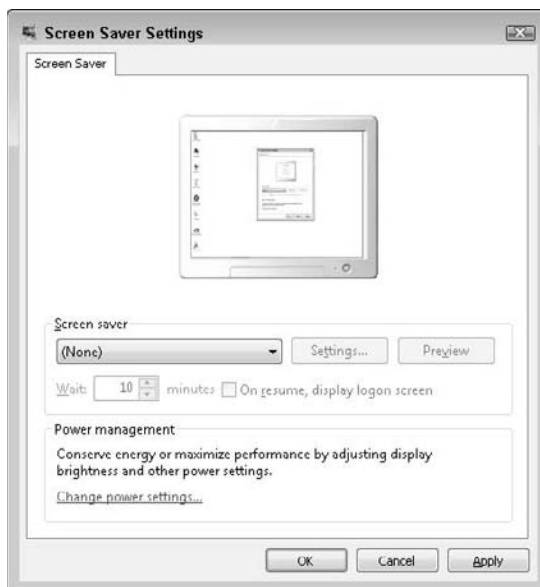 Screen Saver Settings
Screen Saver
Screen saver
(None)
Settings...
Preview
Wait: 10 minutes
On resume, display logon screen
Power management
Conserve energy or maximize performance by adjusting display
brightness and other power settings.
Change power settings...
OK
Cancel
Apply